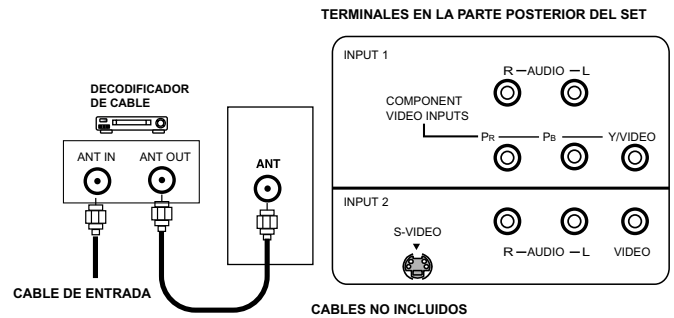 TERMINALES EN LA PARTE POSTERIOR DEL SET
INPUT 1
R — AUDIO — L
COMPONENT
VIDEO INPUTS
PR PB Y/VIDEO
DECODIFICADOR
DE CABLE
ANT IN ANT OUT
ANT
INPUT 2
S-VIDEO
R — AUDIO — L VIDEO
CABLE DE ENTRADA
CABLES NO INCLUIDOS